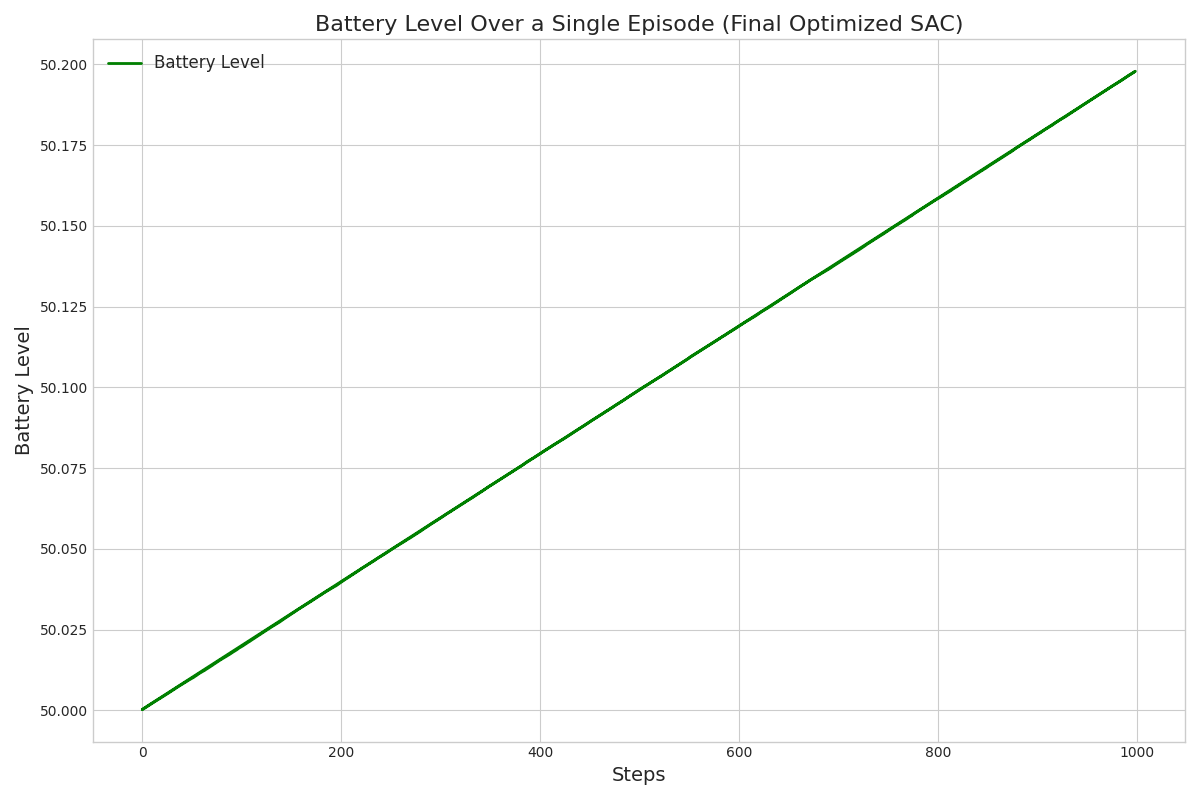 Battery Level Over a Single Episode (Final Optimized SAC)
Battery Level
50.200
50.175
50.150
50.125
50.100
50.075
50.050
50.025
50.000
Battery Level
0 200 400 600 800 1000
Steps